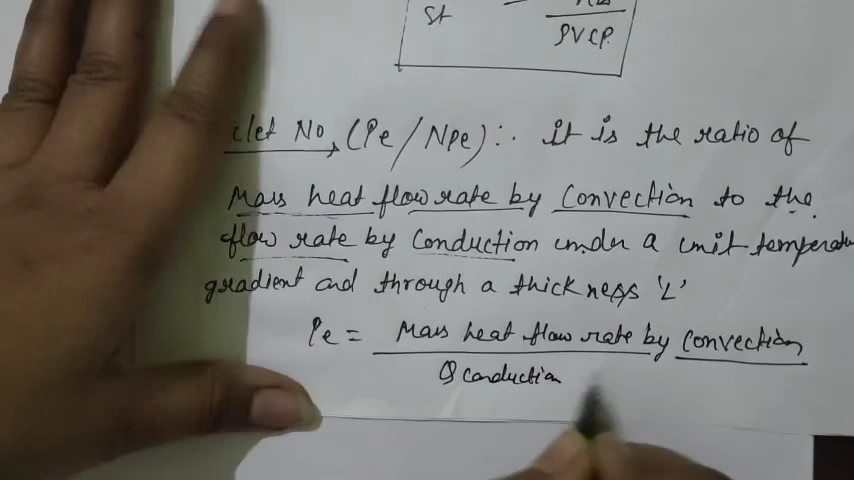 St =
ρVCP.
clet No, (Pe/NPe):. it is the ratio of
Mass heat flow rate by Convection to the
flow rate by Conduction under a unit temperatu
gradient and through a thickness 'L'
Pe = Mass heat flow rate by Convection
Q conduction